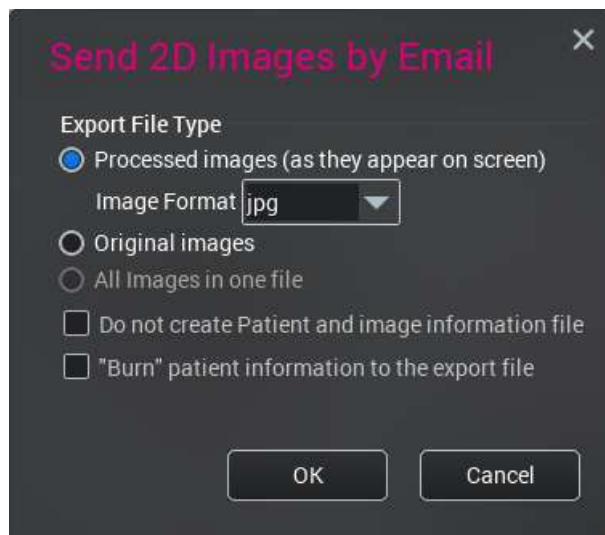 Send 2D Images by Email
Export File Type
Processed images (as they appear on screen)
Image Format jpg
Original images
All Images in one file
Do not create Patient and image information file
"Burn" patient information to the export file
OK Cancel